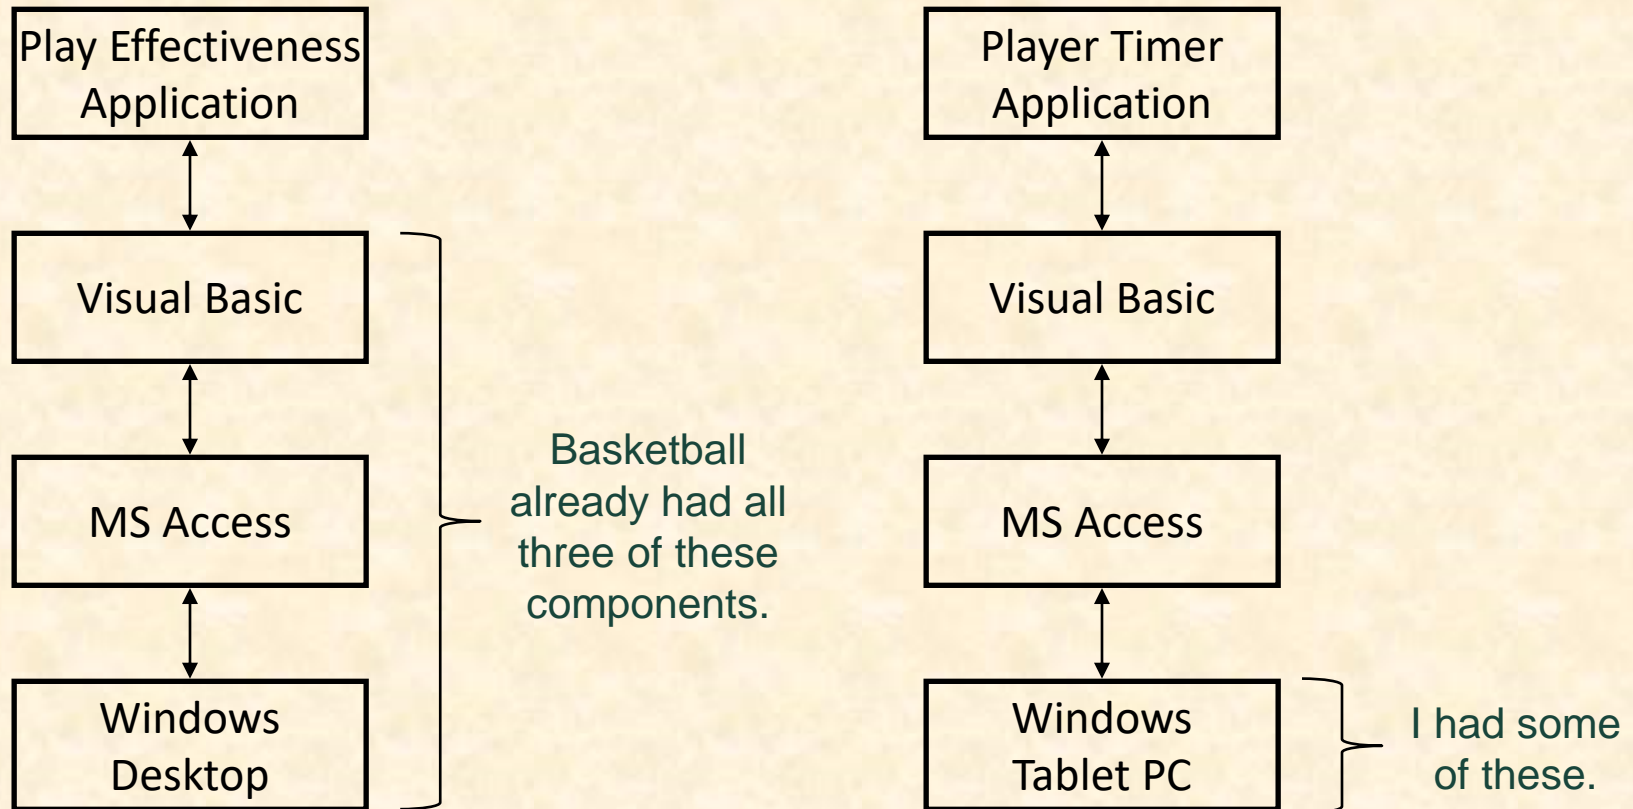 Play Effectiveness
Application
Visual Basic
MS Access
Windows
Desktop
Basketball
already had all
three of these
components.
Player Timer
Application
Visual Basic
MS Access
Windows
Tablet PC
I had some
of these.